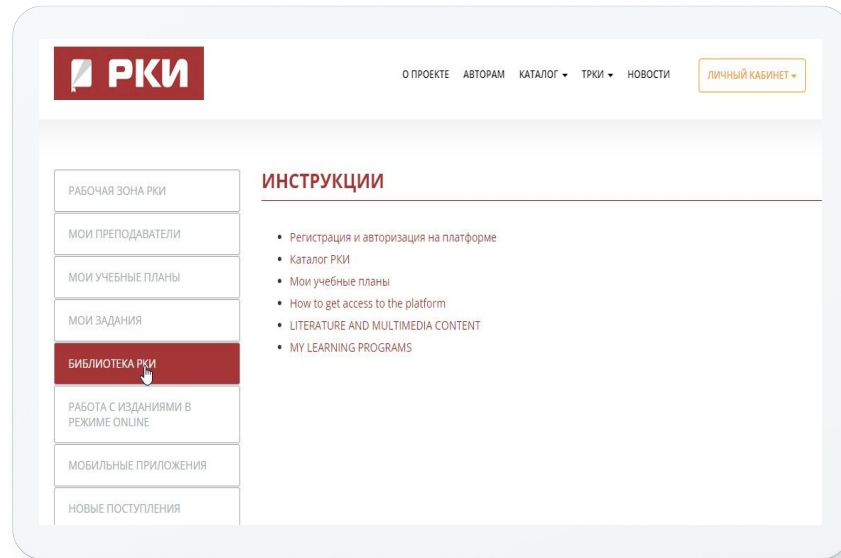 РКИ
О ПРОЕКТЕ АВТОРАМ КАТАЛОГ ТРКИ НОВОСТИ ЛИЧНЫЙ КАБИНЕТ
РАБОЧАЯ ЗОНА РКИ
МОИ ПРЕПОДАВАТЕЛИ
МОИ УЧЕБНЫЕ ПЛАНЫ
МОИ ЗАДАНИЯ
БИБЛИОТЕКА РКИ
РАБОТА С ИЗДАНИЯМИ В
РЕЖИМЕ ONLINE
МОБИЛЬНЫЕ ПРИЛОЖЕНИЯ
НОВЫЕ ПОСТУПЛЕНИЯ
ИНСТРУКЦИИ
Регистрация и авторизация на платформе
Каталог РКИ
Мои учебные планы
How to get access to the platform
LITERATURE AND MULTIMEDIA CONTENT
MY LEARNING PROGRAMS